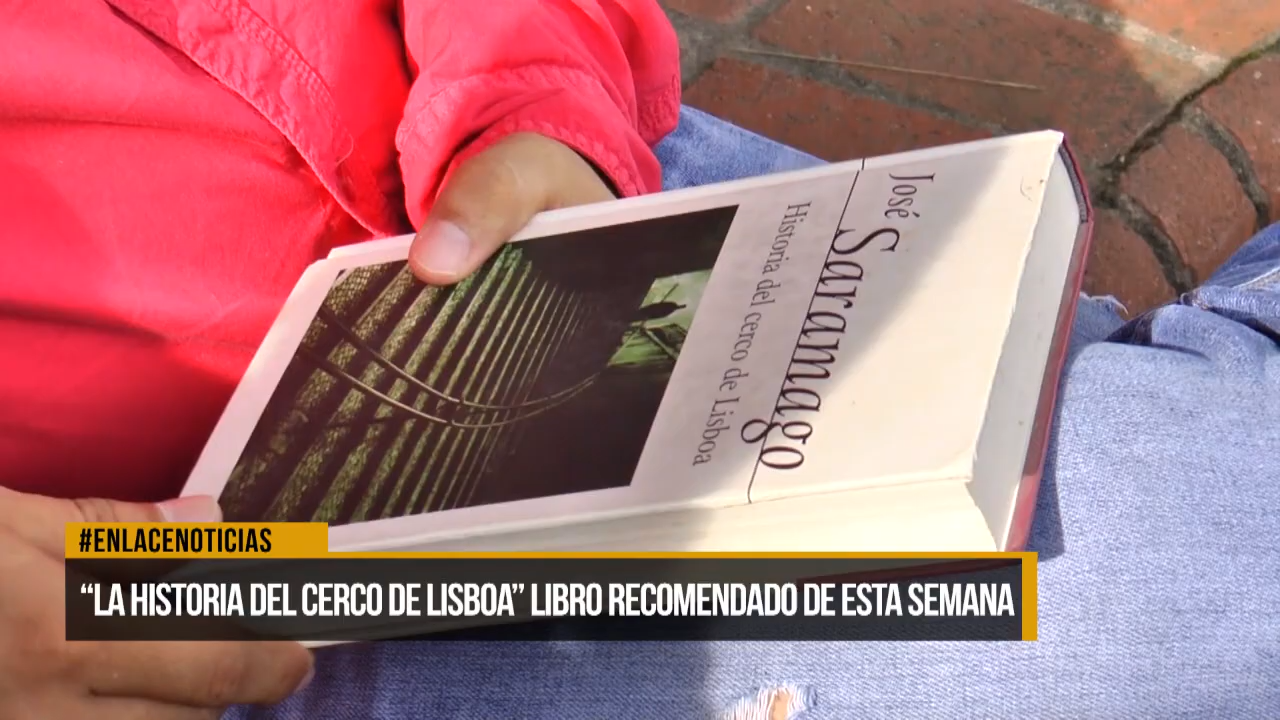 José Saramago
Historia del cerco de Lisboa
#ENLACENOTICIAS
“LA HISTORIA DEL CERCO DE LISBOA” LIBRO RECOMENDADO DE ESTA SEMANA